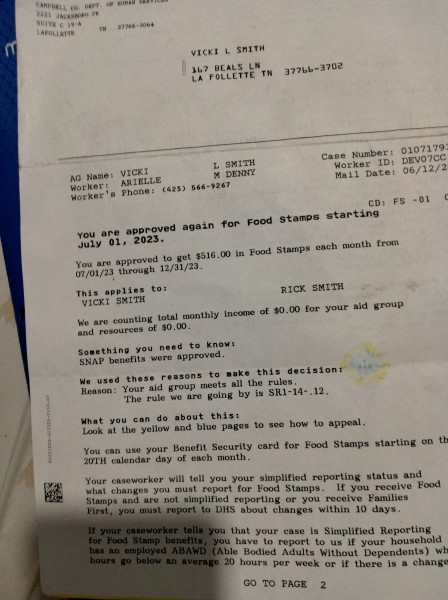 CAMPBELL CO. DEPT. OF HUMAN SERVICES
2221 JACKSBORO PK
SUITE C 19-A
LAFOLLETTE TN 37766-3064
VICKI L SMITH
167 BEALS LN
LA FOLLETTE TN 37766-3702
AG Name: VICKI L SMITH
Worker: ARIELLE M DENNY
Worker's Phone: (423) 566-9267
Case Number: 0107179
Worker ID: DEV07CC
Mail Date: 06/12/2
CD: FS -01 0
You are approved again for Food Stamps starting
July 01, 2023.
You are approved to get $516.00 in Food Stamps each month from
07/01/23 through 12/31/23.
This applies to:
VICKI SMITH RICK SMITH
We are counting total monthly income of $0.00 for your aid group
and resources of $0.00.
Something you need to know:
SNAP benefits were approved.
We used these reasons to make this decision:
Reason: Your aid group meets all the rules.
The rule we are going by is SR1-14-.12.
What you can do about this:
Look at the yellow and blue pages to see how to appeal.
You can use your Benefit Security card for Food Stamps starting on th
20TH calendar day of each month.
Your caseworker will tell you your simplified reporting status and
what changes you must report for Food Stamps. If you receive Food
Stamps and are not simplified reporting or you receive Families
First, you must report to DHS about changes within 10 days.
If your caseworker tells you that your case is Simplified Reporting
for Food Stamp benefits, you have to report to us if your household
has an employed ABAWD (Able Bodied Adults Without Dependents) wh
hours go below an average 20 hours per week or if there is a change
GO TO PAGE 2